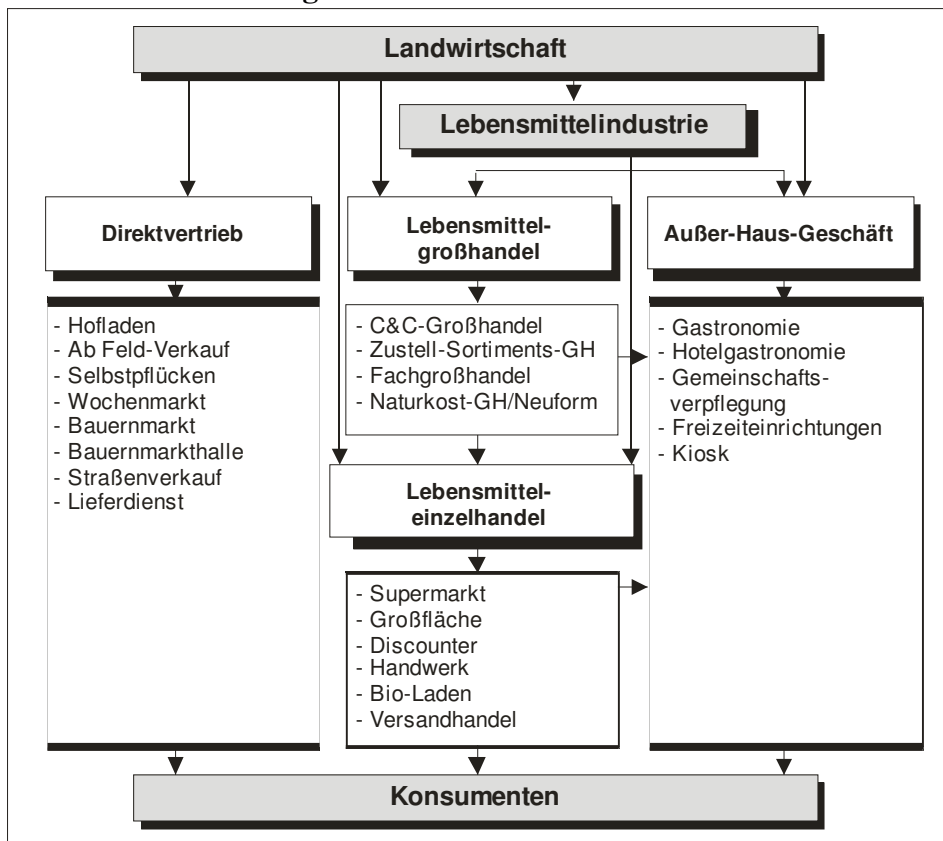 Landwirtschaft
Lebensmittelindustrie
Direktvertrieb
Lebensmittel-
großhandel
Außer-Haus-Geschäft
- Hofladen
- Ab Feld-Verkauf
- Selbstpflücken
- Wochenmarkt
- Bauernmarkt
- Bauernmarkthalle
- Straßenverkauf
- Lieferdienst
- C&C-Großhandel
- Zustell-Sortiments-GH
- Fachgroßhandel
- Naturkost-GH/Neuform
- Gastronomie
- Hotelgastronomie
- Gemeinschafts-
verpflegung
- Freizeiteinrichtungen
- Kiosk
Lebensmittel-
einzelhandel
- Supermarkt
- Großfläche
- Discounter
- Handwerk
- Bio-Laden
- Versandhandel
Konsumenten